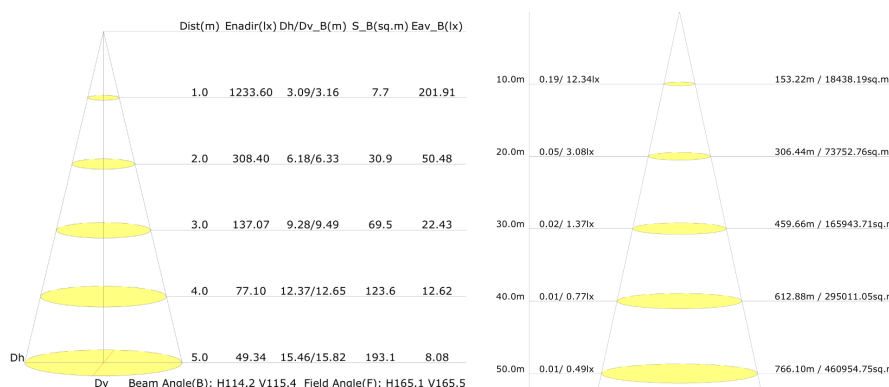 Dist(m) Enadir(lx) Dh/Dv_B(m) S_B(sq.m) Eav_B(lx)
1.0 1233.60 3.09/3.16 7.7 201.91
2.0 308.40 6.18/6.33 30.9 50.48
3.0 137.07 9.28/9.49 69.5 22.43
4.0 77.10 12.37/12.65 123.6 12.62
Dh 5.0 49.34 15.46/15.82 193.1 8.08
Dv Beam Angle(B): H114.2 V115.4 Field Angle(F): H165.1 V165.5
10.0m 0.19/ 12.34lx 153.22m / 18438.19sq.m
20.0m 0.05/ 3.08lx 306.44m / 73752.76sq.m
30.0m 0.02/ 1.37lx 459.66m / 165943.71sq.m
40.0m 0.01/ 0.77lx 612.88m / 295011.05sq.m
50.0m 0.01/ 0.49lx 766.10m / 460954.75sq.m